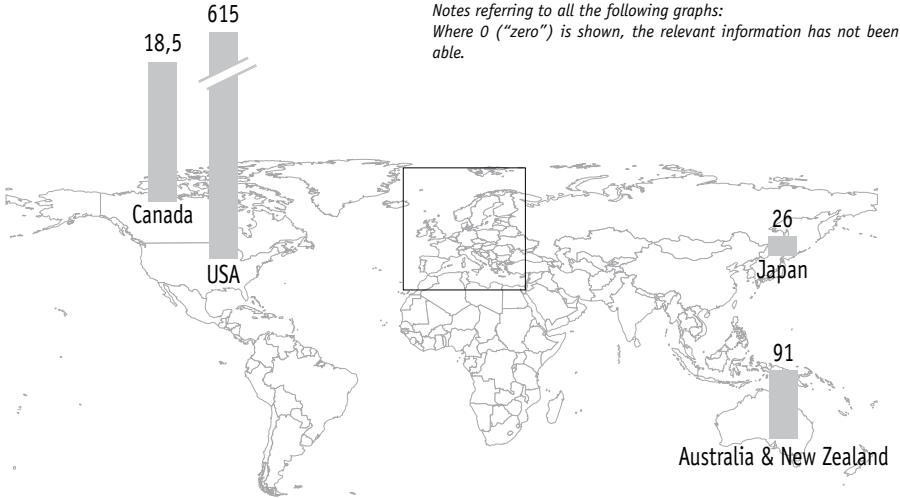 615
18,5
Notes referring to all the following graphs:
Where 0 (“zero”) is shown, the relevant information has not been
able.
Canada
USA
26
Japan
91
Australia & New Zealand